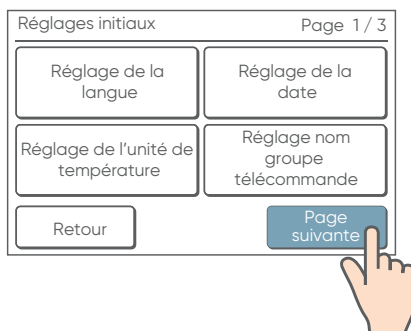 Réglages initiaux
Page 1/3
Réglage de la
langue
Réglage de la
date
Réglage de l'unité de
température
Réglage nom
groupe
télécommande
Retour
Page
suivante